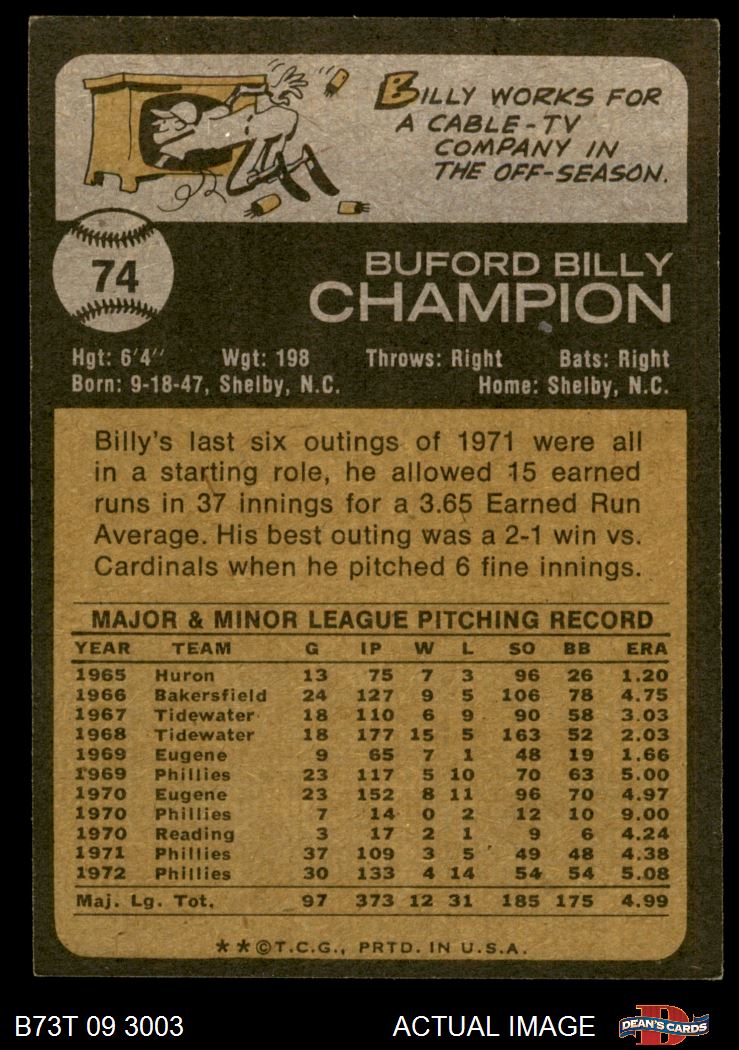 BILLY WORKS FOR
A CABLE-TV
COMPANY IN
THE OFF-SEASON.
74
BUFORD BILLY
CHAMPION
Hgt: 6'4" Wgt: 198 Throws: Right Bats: Right
Born: 9-18-47, Shelby, N.C. Home: Shelby, N.C.
Billy's last six outings of 1971 were all
in a starting role, he allowed 15 earned
runs in 37 innings for a 3.65 Earned Run
Average. His best outing was a 2-1 win vs.
Cardinals when he pitched 6 fine innings.
MAJOR & MINOR LEAGUE PITCHING RECORD
YEAR TEAM G IP W L SO BB ERA
1965 Huron 13 75 7 3 96 26 1.20
1966 Bakersfield 24 127 9 5 106 78 4.75
1967 Tidewater 18 110 6 9 90 58 3.03
1968 Tidewater 18 177 15 5 163 52 2.03
1969 Eugene 9 65 7 1 48 19 1.66
1969 Phillies 23 117 5 10 70 63 5.00
1970 Eugene 23 152 8 11 96 70 4.97
1970 Phillies 7 14 0 2 12 10 9.00
1970 Reading 3 17 2 1 9 6 4.24
1971 Phillies 37 109 3 5 49 48 4.38
1972 Phillies 30 133 4 14 54 54 5.08
Maj. Lg. Tot. 97 373 12 31 185 175 4.99
**©T.C.G., PRTD. IN U.S.A.
B73T 09 3003 ACTUAL IMAGE D DEAN'S CARDS